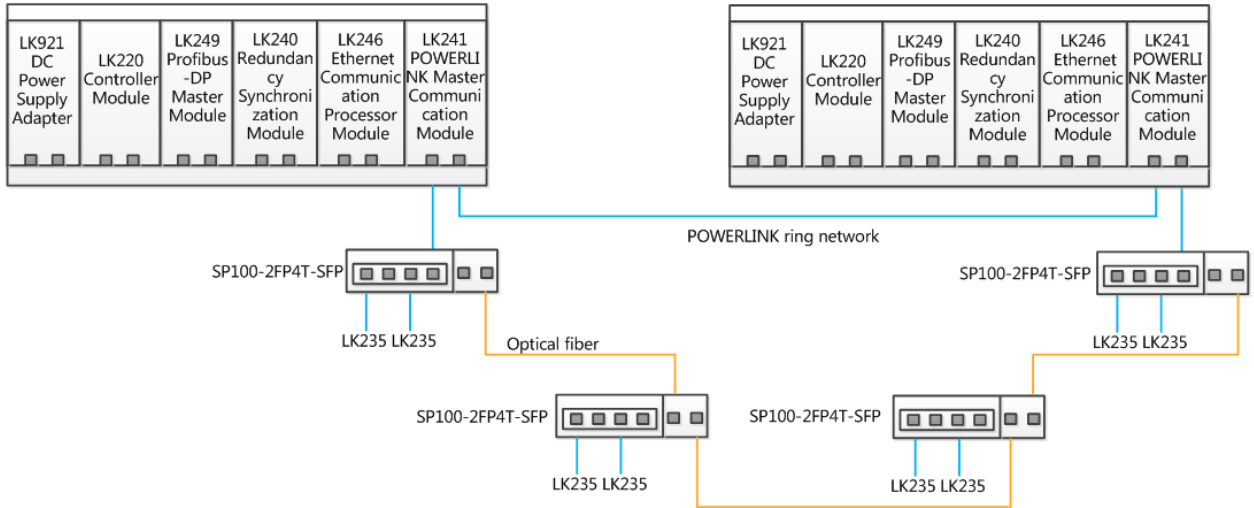 LK921
DC
Power
Supply
Adapter
LK220
Controller
Module
LK249
Profibus
-DP
Master
Module
LK240
Redundan
cy
Synchroni
zation
Module
LK246
Ethernet
Communic
ation
Processor
Module
LK241
POWERLI
NK Master
Communi
cation
Module
LK921
DC
Power
Supply
Adapter
LK220
Controller
Module
LK249
Profibus
-DP
Master
Module
LK240
Redundan
cy
Synchroni
zation
Module
LK246
Ethernet
Communic
ation
Processor
Module
LK241
POWERLI
NK Master
Communi
cation
Module
POWERLINK ring network
SP100-2FP4T-SFP
SP100-2FP4T-SFP
LK235 LK235
LK235 LK235
Optical fiber
SP100-2FP4T-SFP
SP100-2FP4T-SFP
LK235 LK235
LK235 LK235